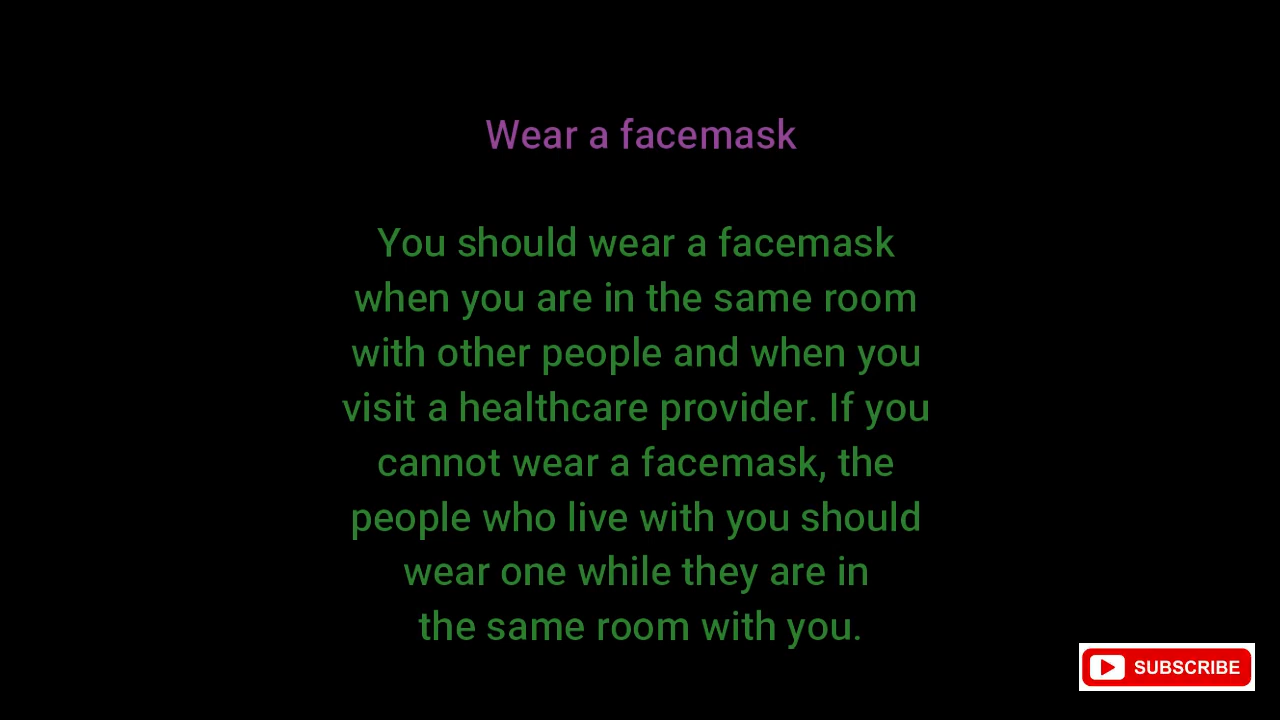 Wear a facemask
You should wear a facemask
when you are in the same room
with other people and when you
visit a healthcare provider. If you
cannot wear a facemask, the
people who live with you should
wear one while they are in
the same room with you.
SUBSCRIBE